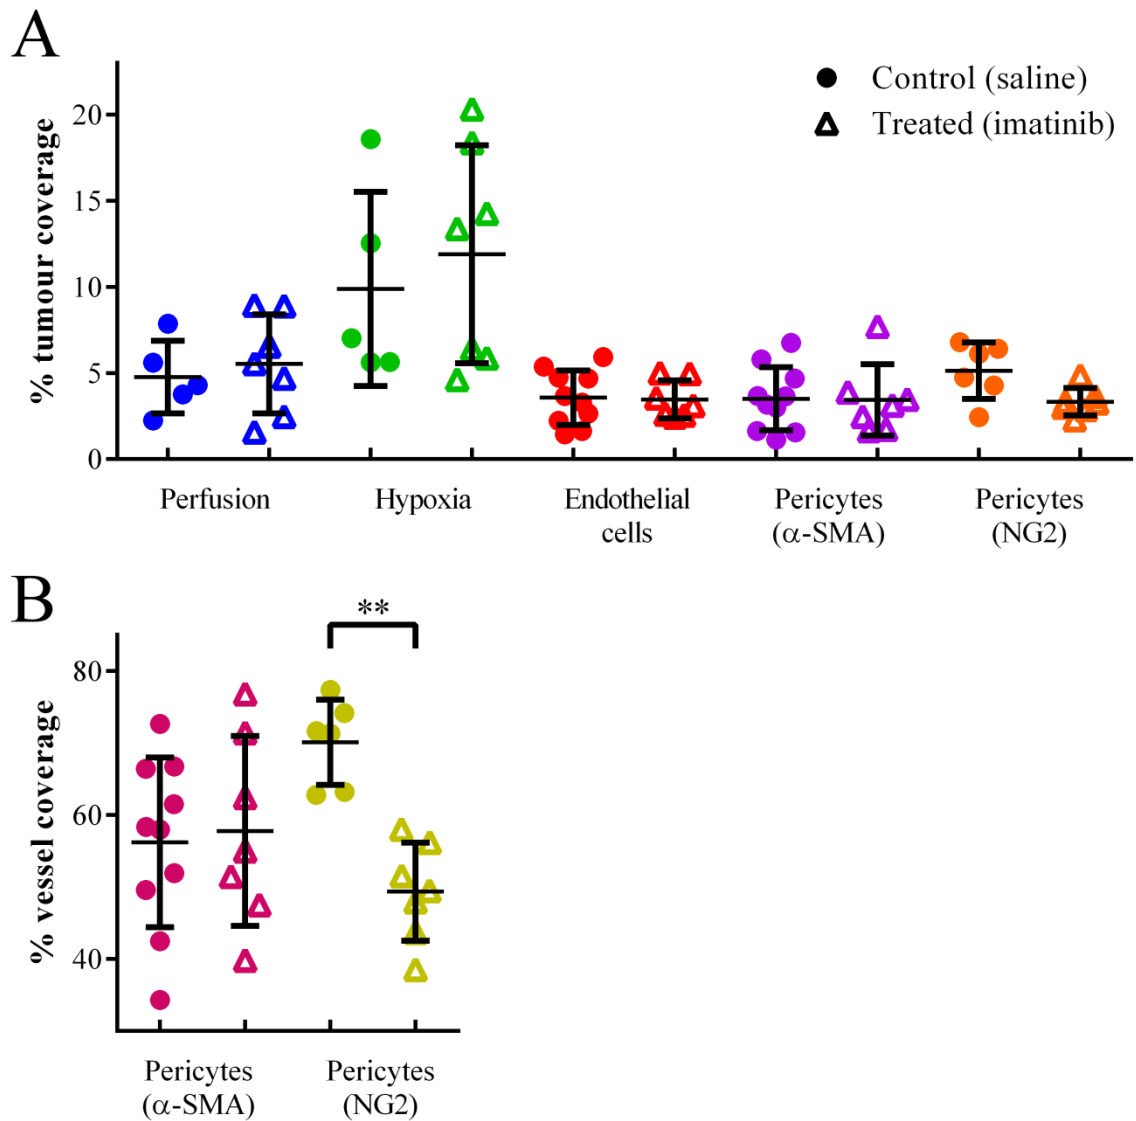 A
Control (saline)
Treated (imatinib)
% tumour coverage
20
15
10
5
0
Perfusion
Hypoxia
Endothelial
cells
Pericytes
(α-SMA)
Pericytes
(NG2)
B
**
% vessel coverage
80
60
40
Pericytes
(α-SMA)
Pericytes
(NG2)